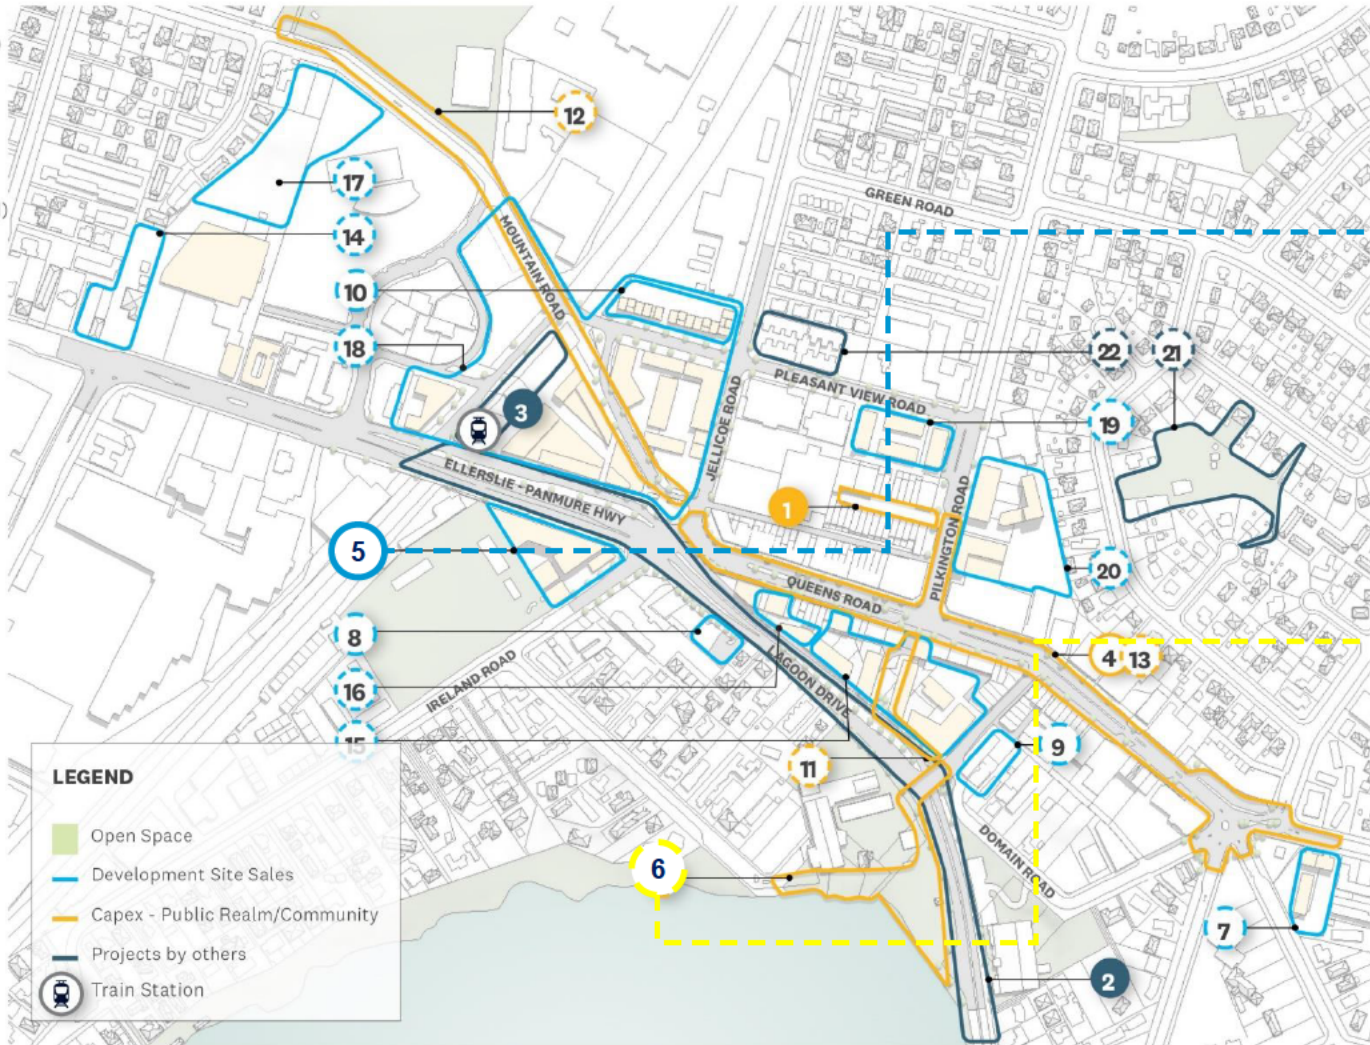 12
17
GREEN ROAD
14
MOUNTAIN ROAD
10
18
22
21
PLEASANT VIEW ROAD
3
JELLICOE ROAD
19
ELLERSLIE - PANMURE HWY
1
PILKINGTON ROAD
5
20
QUEENS ROAD
8
4
13
IRELAND ROAD
LAGOON DRIVE
16
15
9
11
LEGEND
Open Space
Development Site Sales
Capex - Public Realm/Community
Projects by others
Train Station
DOMAIN ROAD
6
7
2